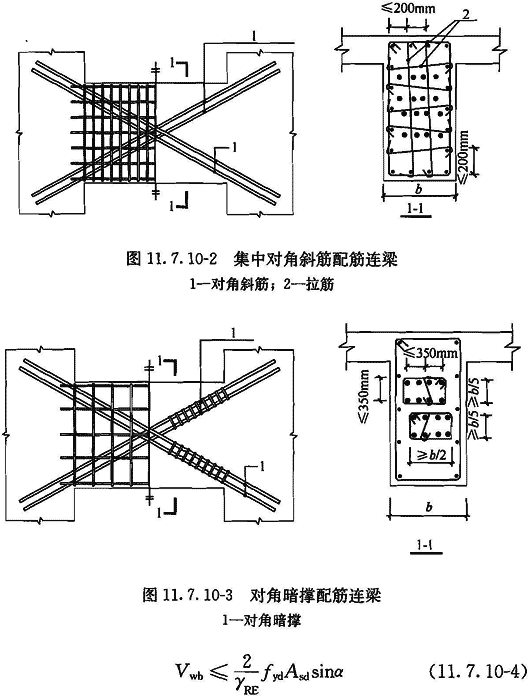 ≤200mm
2
1
1
1
1
≤200mm
b
1-1
图 11.7.10-2 集中对角斜筋配筋连梁
1—对角斜筋；2—拉筋
1
1
1
1
≤350mm
≤350mm
≥b/5
≥b/5
≥b/2
b
1-1
图 11.7.10-3 对角暗撑配筋连梁
1—对角暗撑
V_wb ≤ 2/γ_RE f_yd A_sd sinα (11.7.10-4)